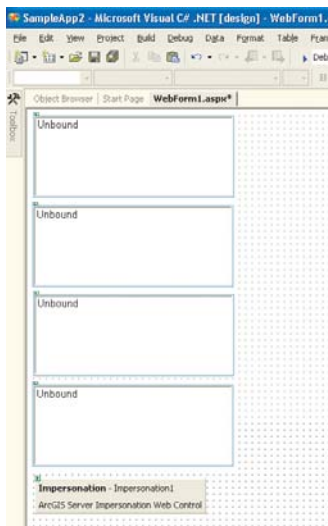 SampleApp2 - Microsoft Visual C# .NET [design] - WebForm1.
File Edit View Project Build Debug Data Format Table Fram
Deb
Object Browser | Start Page WebForm1.aspx*
Toolbox
Unbound
Unbound
Unbound
Unbound
Impersonation - Impersonation1
ArcGIS Server Impersonation Web Control